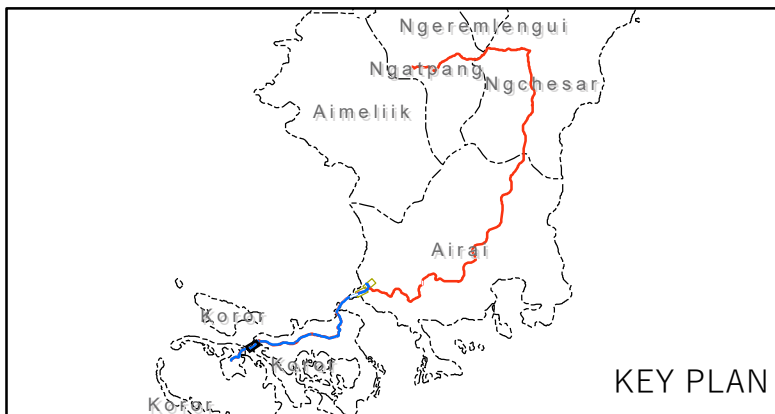 Ngeremlengui
Ngatpang
Ngchesar
Aimeliik
Airai
Koror
Koror
Koror
KEY PLAN